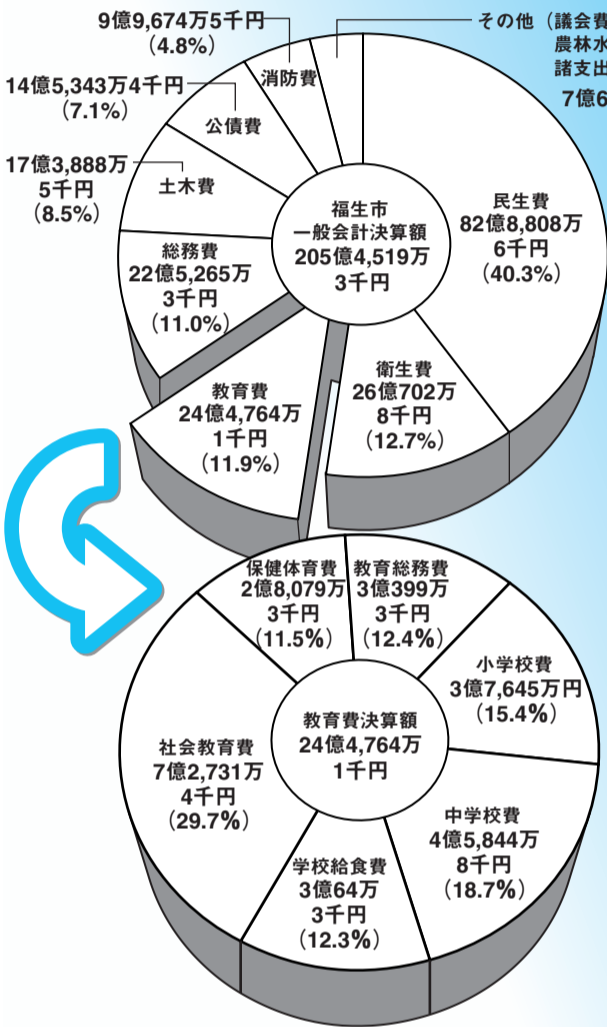 9億9,674万5千円
(4.8%)
その他(議会費
農林水
諸支出
7億6
消防費
14億5,343万4千円
(7.1%)
公債費
17億3,888万
5千円
(8.5%)
土木費
民生費
82億8,808万
6千円
(40.3%)
福生市
一般会計決算額
205億4,519万
3千円
総務費
22億5,265万
3千円
(11.0%)
衛生費
26億702万
8千円
(12.7%)
教育費
24億4,764万
1千円
(11.9%)
保健体育費
2億8,079万
3千円
(11.5%)
教育総務費
3億399万
3千円
(12.4%)
小学校費
3億7,645万円
(15.4%)
教育費決算額
24億4,764万
1千円
社会教育費
7億2,731万
4千円
(29.7%)
中学校費
4億5,844万
8千円
(18.7%)
学校給食費
3億64万
3千円
(12.3%)